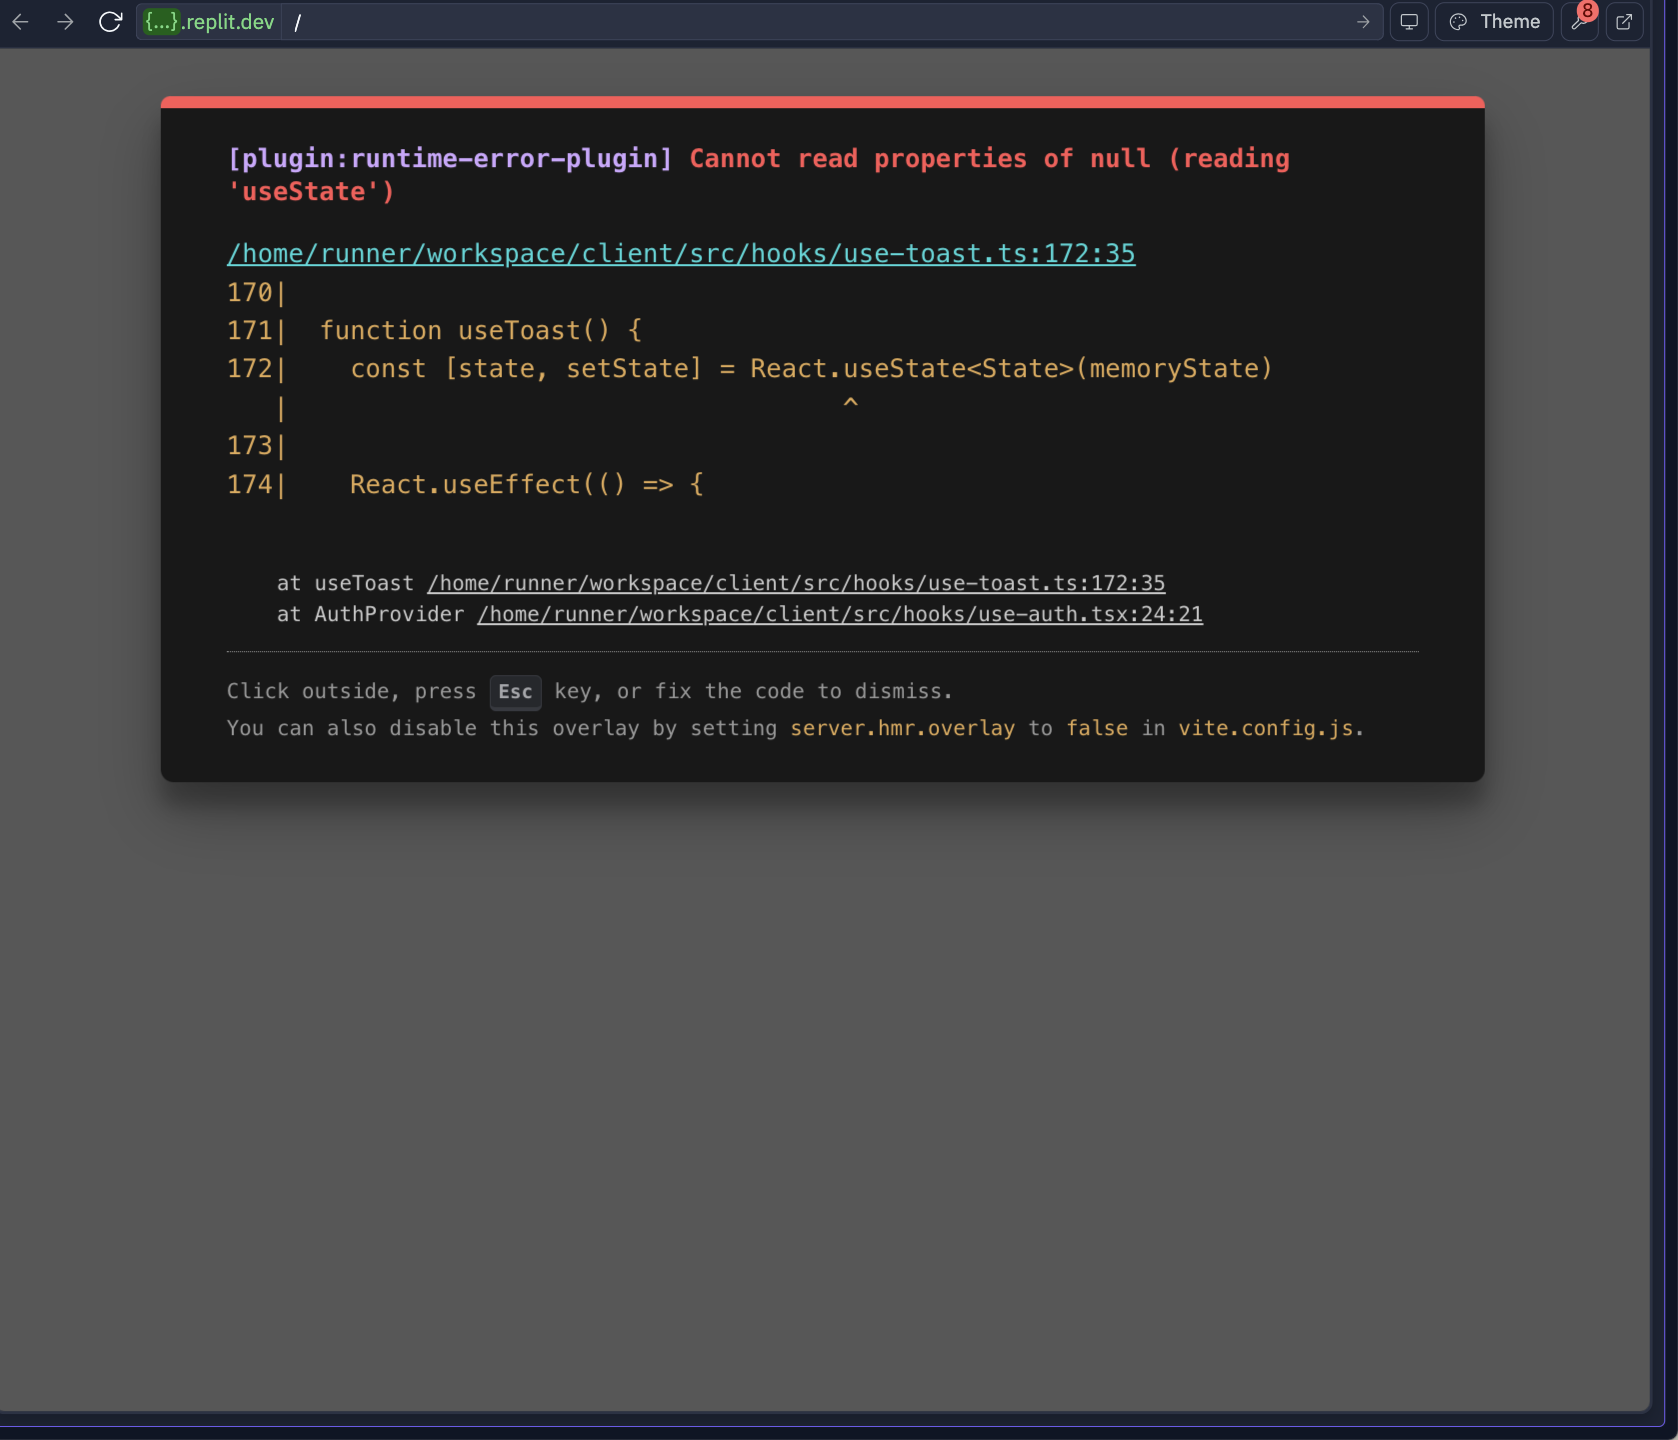 {...}.replit.dev /
Theme
8
[plugin:runtime-error-plugin] Cannot read properties of null (reading
'useState')
/home/runner/workspace/client/src/hooks/use-toast.ts:172:35
170|
171|  function useToast() {
172|    const [state, setState] = React.useState<State>(memoryState)
   |                                    ^
173|
174|    React.useEffect(() => {
at useToast /home/runner/workspace/client/src/hooks/use-toast.ts:172:35
at AuthProvider /home/runner/workspace/client/src/hooks/use-auth.tsx:24:21
Click outside, press Esc key, or fix the code to dismiss.
You can also disable this overlay by setting server.hmr.overlay to false in vite.config.js.